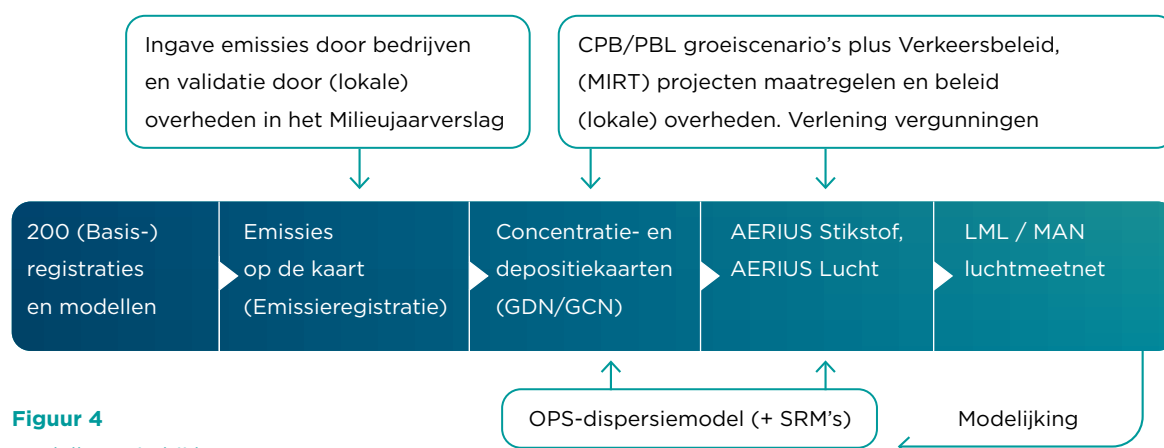 Ingave emissies door bedrijven
en validatie door (lokale)
overheden in het Milieujaarverslag
CPB/PBL groeiscenario's plus Verkeersbeleid,
(MIRT) projecten maatregelen en beleid
(lokale) overheden. Verlening vergunningen
200 (Basis-)
registraties
en modellen
Emissies
op de kaart
(Emissieregistratie)
Concentratie- en
depositiekaarten
(GDN/GCN)
AERIUS Stikstof,
AERIUS Lucht
LML / MAN
luchtmeetnet
OPS-dispersiemodel (+ SRM's)
Modelijking
Figuur 4